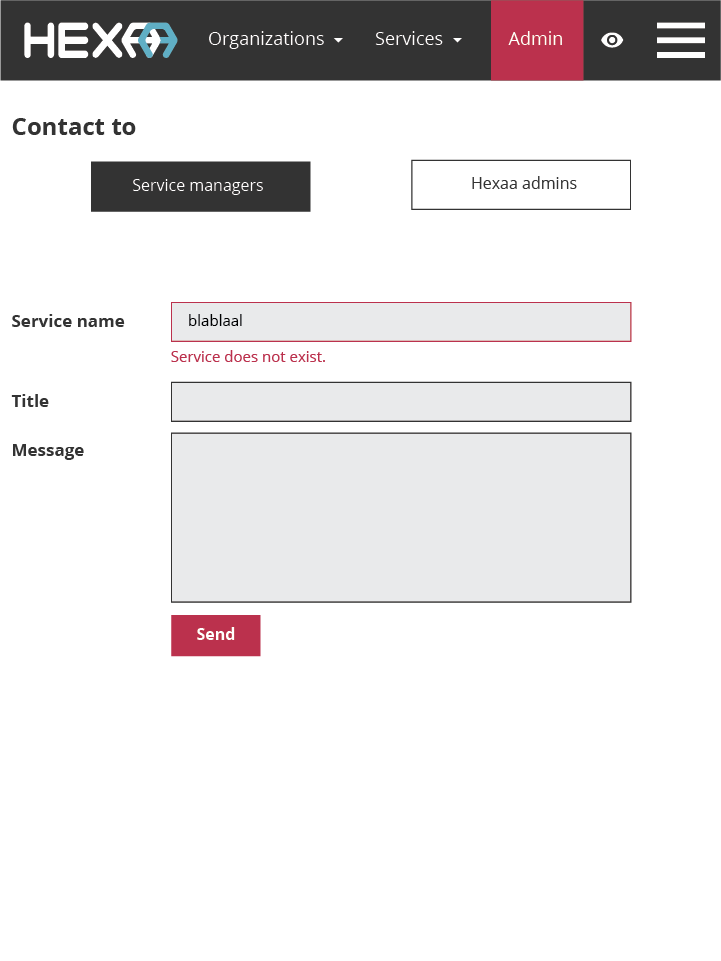 HEXAA
Organizations
Services
Admin
Contact to
Service managers
Hexaa admins
Service name
blablaal
Service does not exist.
Title
Message
Send